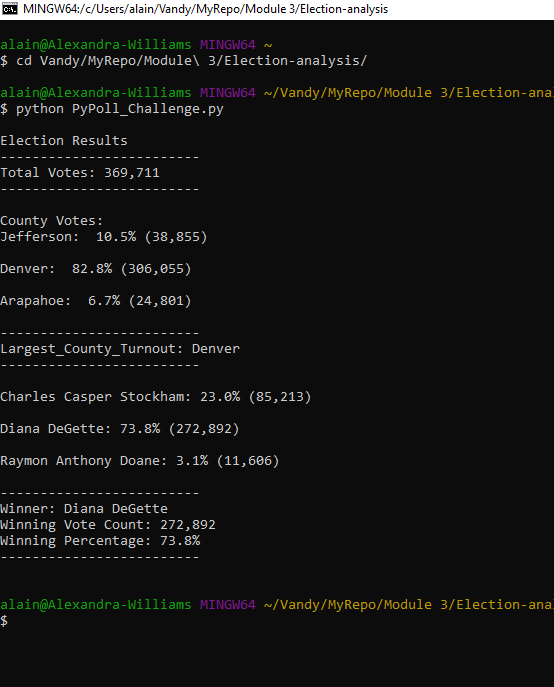 MINGW64:/c/Users/alain/Vandy/MyRepo/Module 3/Election-analysis
alain@Alexandra-Williams MINGW64 ~
$ cd Vandy/MyRepo/Module\ 3/Election-analysis/
alain@Alexandra-Williams MINGW64 ~/Vandy/MyRepo/Module 3/Election-ana
$ python PyPoll_Challenge.py
Election Results
-------------------------
Total Votes: 369,711
-------------------------
County Votes:
Jefferson:  10.5% (38,855)
Denver:  82.8% (306,055)
Arapahoe:  6.7% (24,801)
-------------------------
Largest_County_Turnout: Denver
-------------------------
Charles Casper Stockham: 23.0% (85,213)
Diana DeGette: 73.8% (272,892)
Raymon Anthony Doane: 3.1% (11,606)
-------------------------
Winner: Diana DeGette
Winning Vote Count: 272,892
Winning Percentage: 73.8%
-------------------------
alain@Alexandra-Williams MINGW64 ~/Vandy/MyRepo/Module 3/Election-ana
$